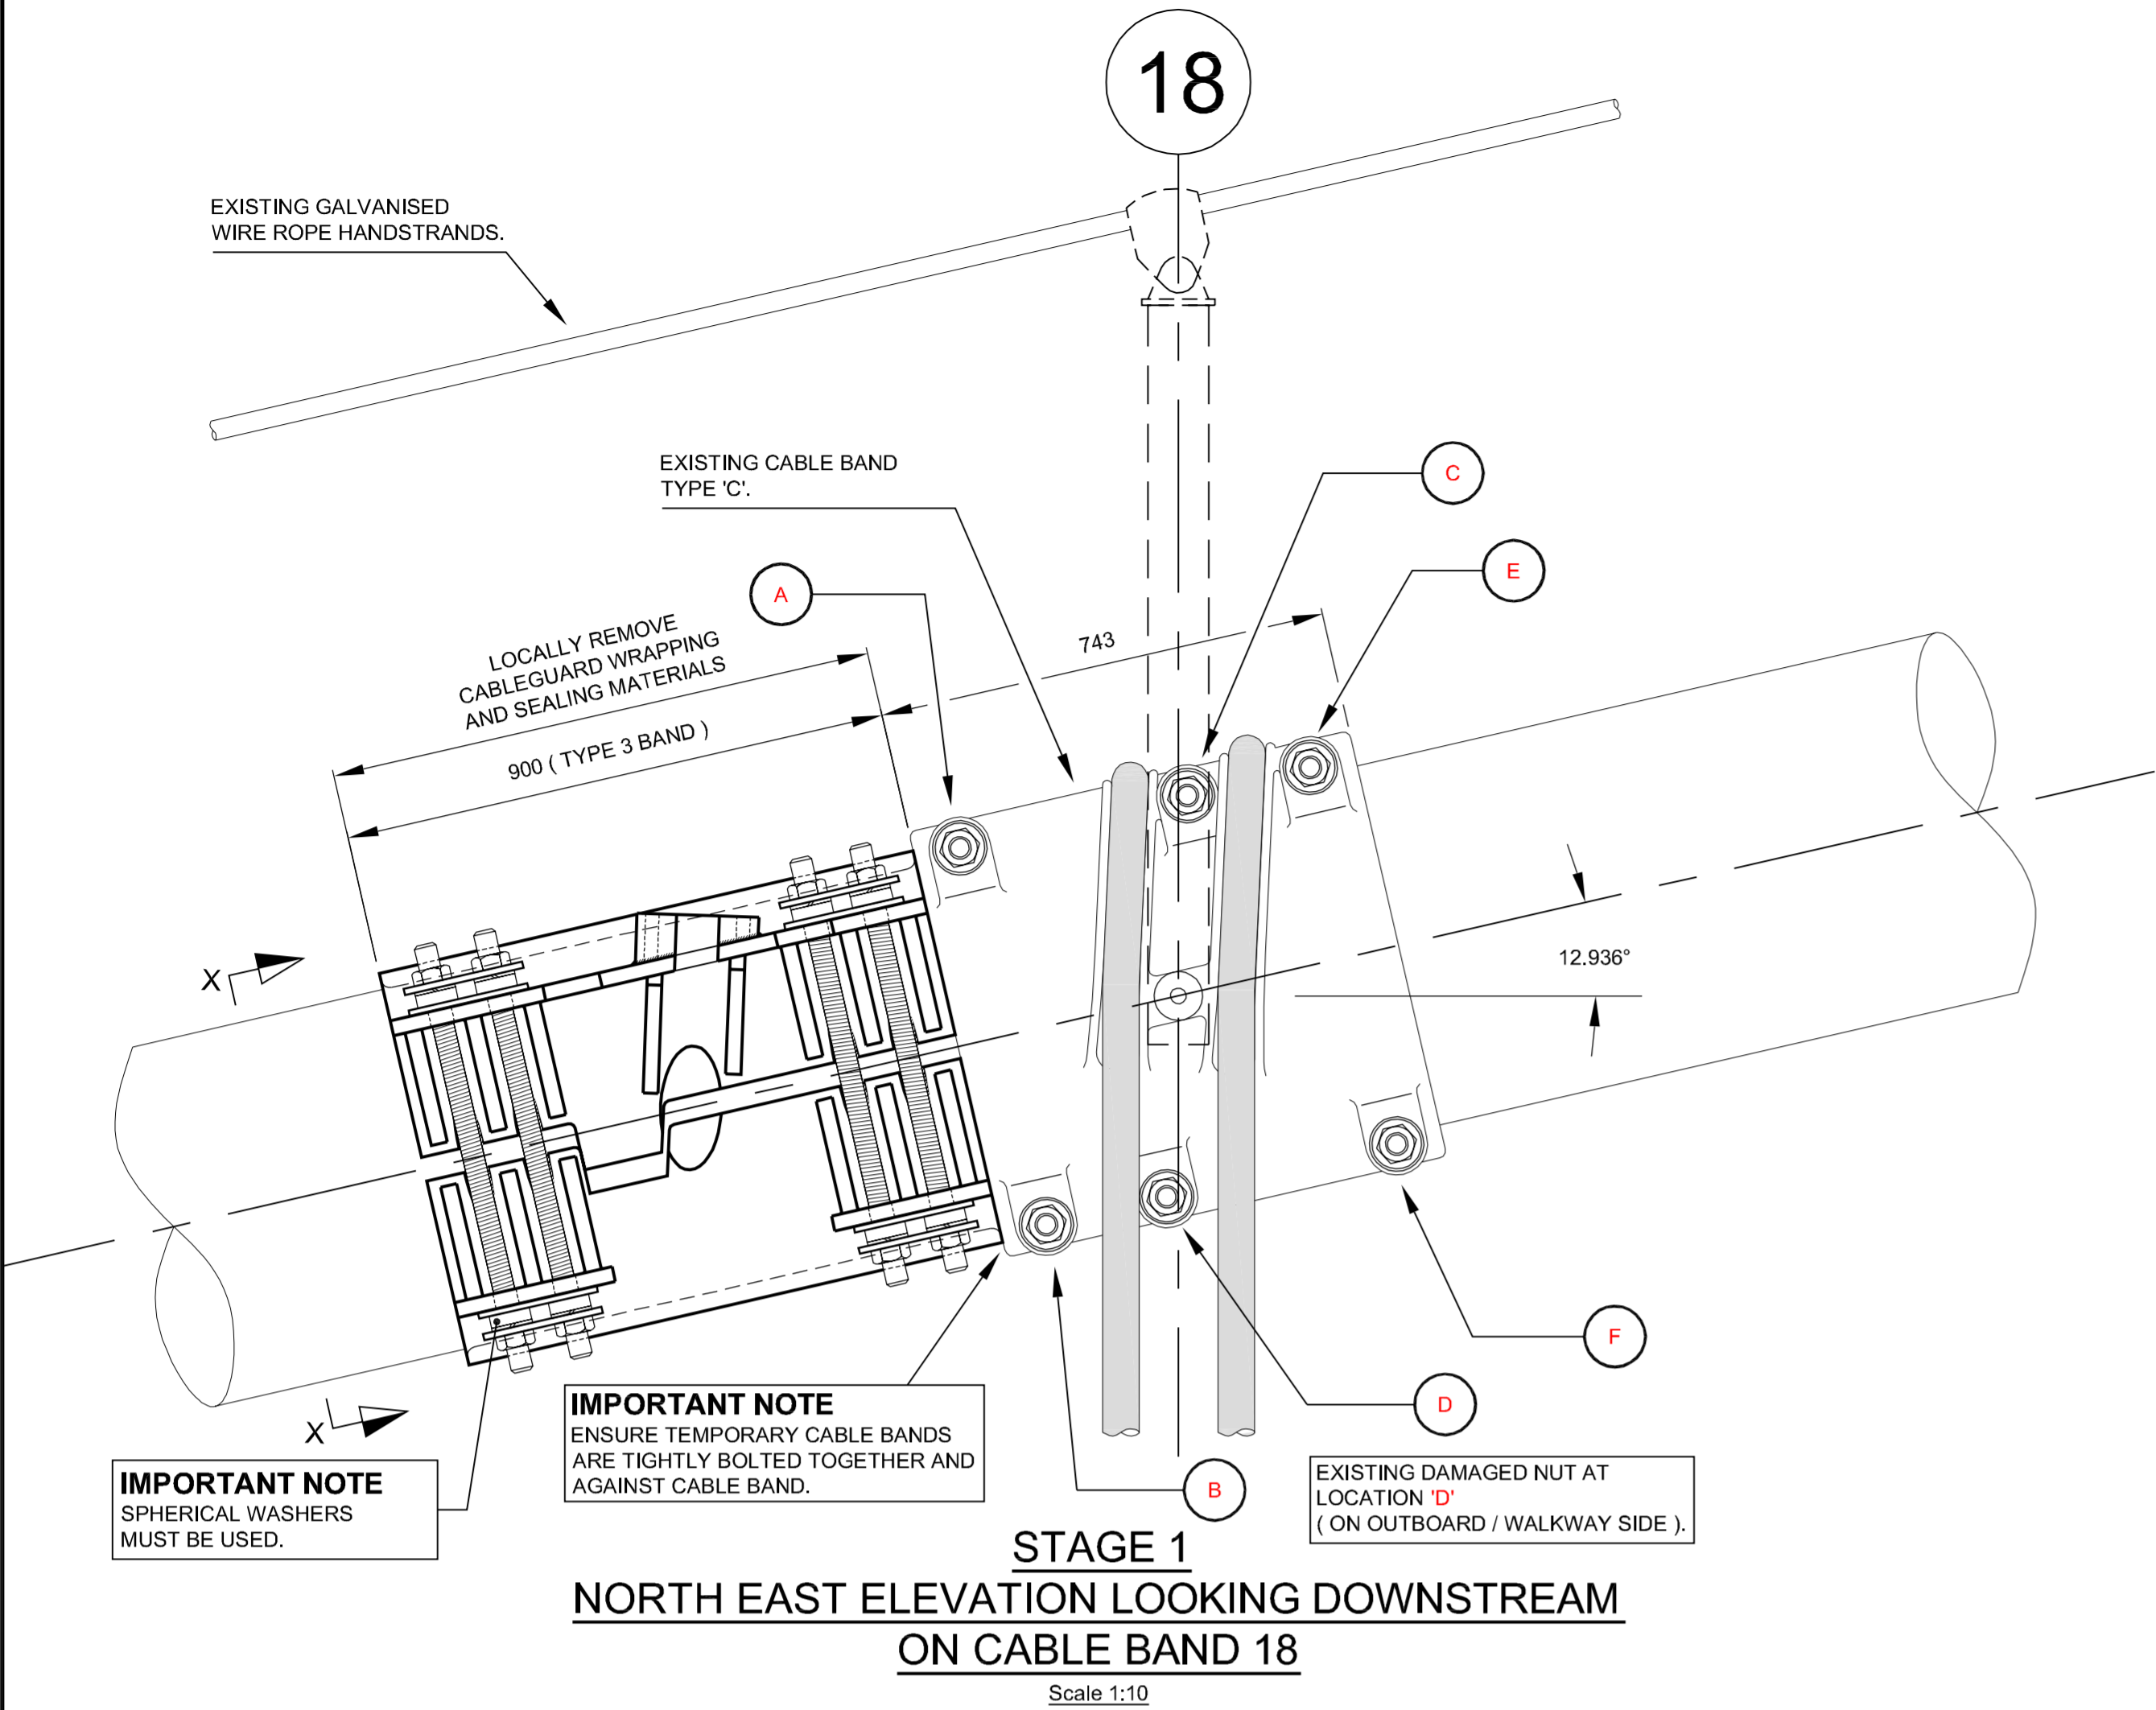 18
EXISTING GALVANISED
WIRE ROPE HANDSTRANDS.
EXISTING CABLE BAND
TYPE 'C'.
C
E
A
LOCALLY REMOVE
CABLEGUARD WRAPPING
AND SEALING MATERIALS
743
900 ( TYPE 3 BAND )
12.936°
X
X
F
D
B
IMPORTANT NOTE
ENSURE TEMPORARY CABLE BANDS
ARE TIGHTLY BOLTED TOGETHER AND
AGAINST CABLE BAND.
IMPORTANT NOTE
SPHERICAL WASHERS
MUST BE USED.
EXISTING DAMAGED NUT AT
LOCATION 'D'
( ON OUTBOARD / WALKWAY SIDE ).
STAGE 1
NORTH EAST ELEVATION LOOKING DOWNSTREAM
ON CABLE BAND 18
Scale 1:10